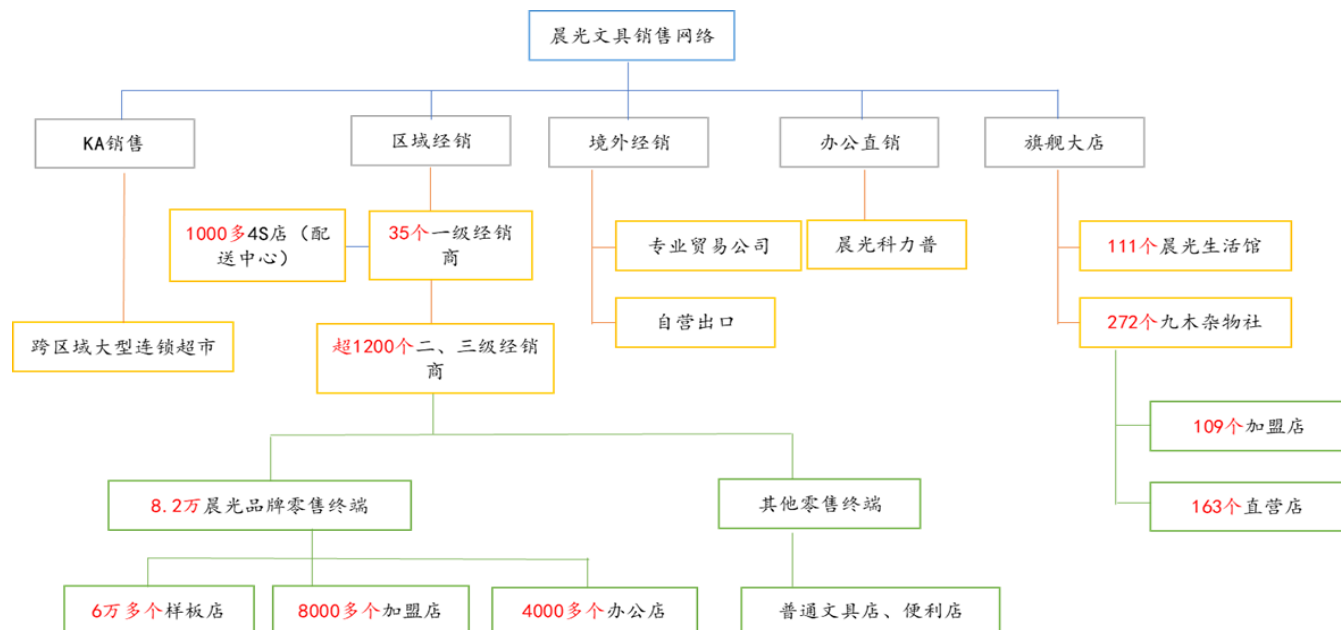 晨光文具销售网络
KA销售
区域经销
境外经销
办公直销
旗舰大店
1000多4S店（配
送中心）
35个一级经销
商
专业贸易公司
晨光科力普
111个晨光生活馆
跨区域大型连锁超市
超1200个二、三级经销
商
自营出口
272个九木杂物社
109个加盟店
163个直营店
8.2万晨光品牌零售终端
其他零售终端
6万多个样板店
8000多个加盟店
4000多个办公店
普通文具店、便利店